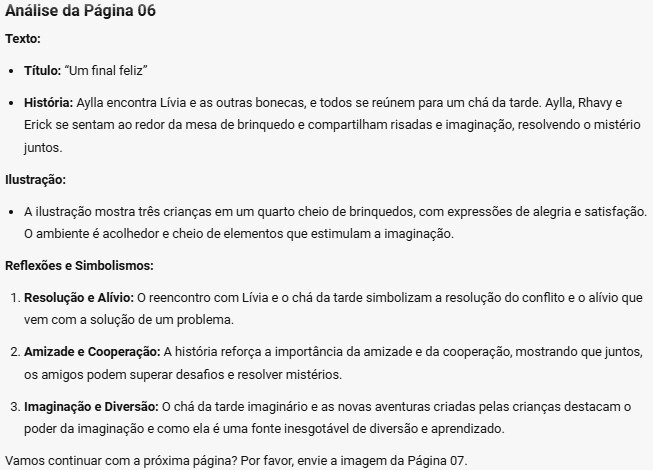 Análise da Página 06
Texto:
• Título: “Um final feliz”
• História: Aylla encontra Lívia e as outras bonecas, e todos se reúnem para um chá da tarde. Aylla, Rhavy e
Erick se sentam ao redor da mesa de brinquedo e compartilham risadas e imaginação, resolvendo o mistério
juntos.
Ilustração:
• A ilustração mostra três crianças em um quarto cheio de brinquedos, com expressões de alegria e satisfação.
O ambiente é acolhedor e cheio de elementos que estimulam a imaginação.
Reflexões e Simbolismos:
1. Resolução e Alívio: O reencontro com Lívia e o chá da tarde simbolizam a resolução do conflito e o alívio que
vem com a solução de um problema.
2. Amizade e Cooperação: A história reforça a importância da amizade e da cooperação, mostrando que juntos,
os amigos podem superar desafios e resolver mistérios.
3. Imaginação e Diversão: O chá da tarde imaginário e as novas aventuras criadas pelas crianças destacam o
poder da imaginação e como ela é uma fonte inesgotável de diversão e aprendizado.
Vamos continuar com a próxima página? Por favor, envie a imagem da Página 07.